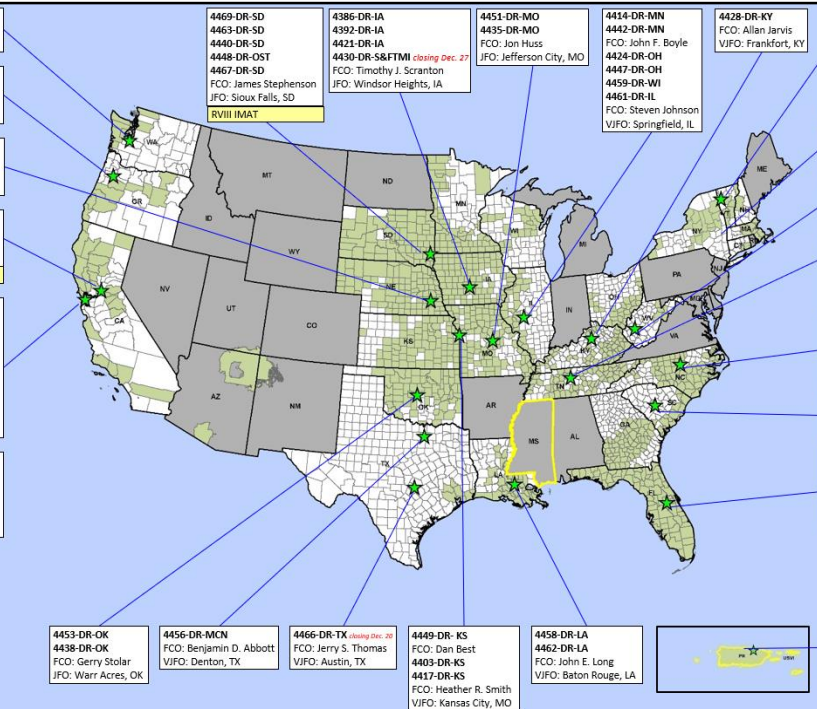 4469-DR-SD
4463-DR-SD
4440-DR-SD
4448-DR-OST
4467-DR-SD
FCO: James Stephenson
JFO: Sioux Falls, SD
RVIII IMAT
4386-DR-IA
4392-DR-IA
4421-DR-IA
4430-DR-S&FTMI closing Dec. 27
FCO: Timothy J. Scranton
JFO: Windsor Heights, IA
4451-DR-MO
4435-DR-MO
FCO: Jon Huss
JFO: Jefferson City, MO
4414-DR-MN
4442-DR-MN
FCO: John F. Boyle
4424-DR-OH
4447-DR-OH
4459-DR-WI
4461-DR-IL
FCO: Steven Johnson
VJFO: Springfield, IL
4428-DR-KY
FCO: Allan Jarvis
VJFO: Frankfort, KY
WA
MT
ND
MN
ME
OR
ID
SD
WI
MI
NY
VT
NH
MA
WY
IA
NE
PA
NJ
NV
UT
CO
IL
IN
OH
WV
VA
CA
KS
MO
KY
AZ
NM
OK
AR
TN
NC
SC
TX
LA
MS
AL
GA
FL
PR
USVI
4453-DR-OK
4438-DR-OK
FCO: Gerry Stolar
JFO: Warr Acres, OK
4456-DR-MCN
FCO: Benjamin D. Abbott
VJFO: Denton, TX
4466-DR-TX closing Dec. 20
FCO: Jerry S. Thomas
VJFO: Austin, TX
4449-DR- KS
FCO: Dan Best
4403-DR-KS
4417-DR-KS
FCO: Heather R. Smith
VJFO: Kansas City, MO
4458-DR-LA
4462-DR-LA
FCO: John E. Long
VJFO: Baton Rouge, LA